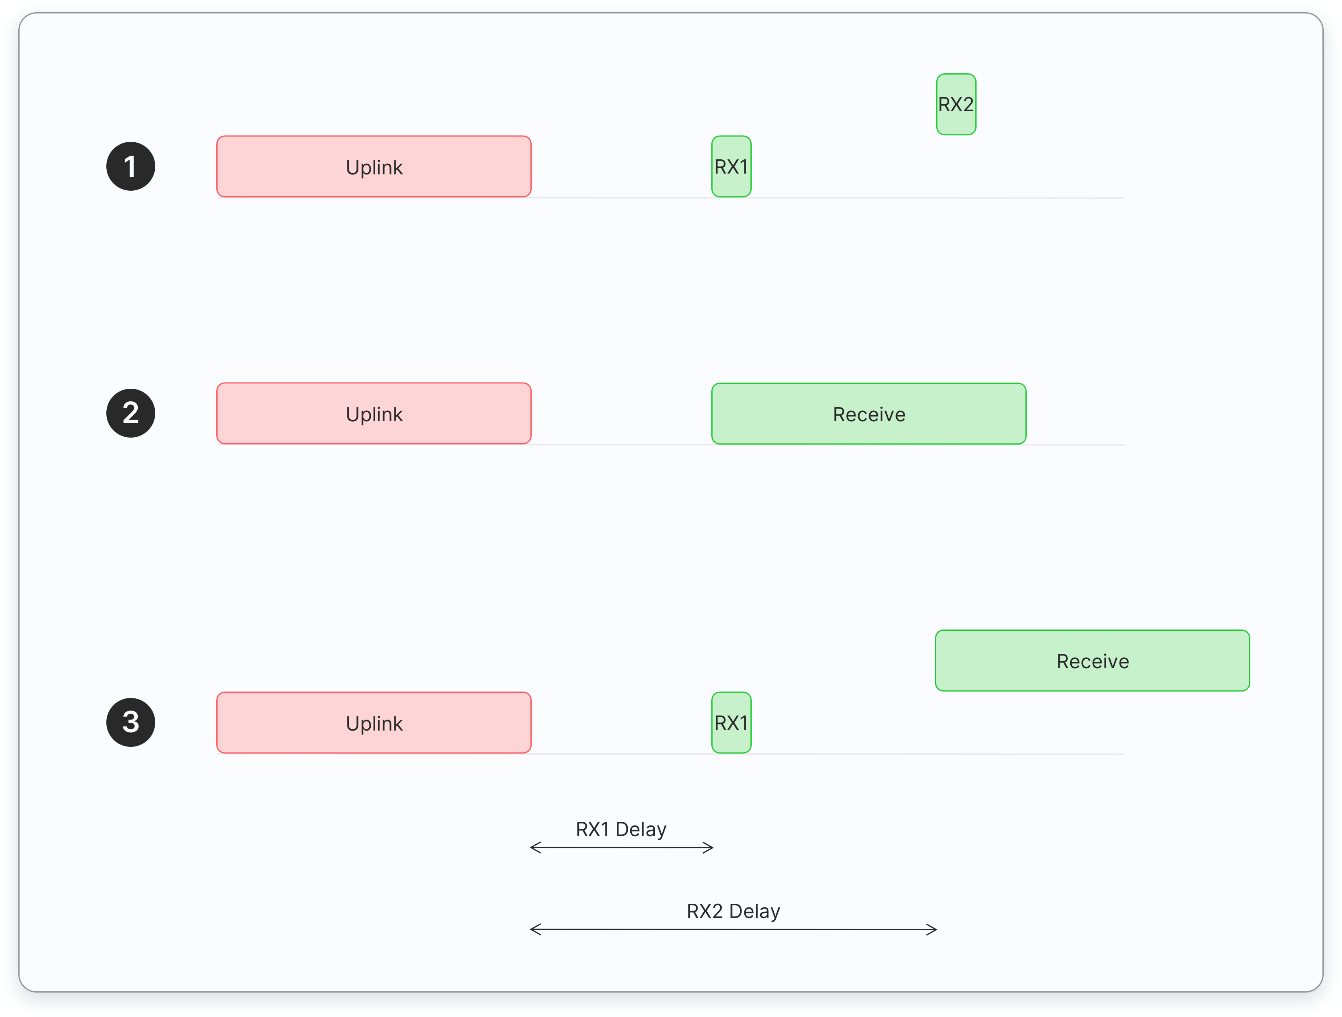 RX2
1
Uplink
RX1
2
Uplink
Receive
Receive
3
Uplink
RX1
RX1 Delay
RX2 Delay